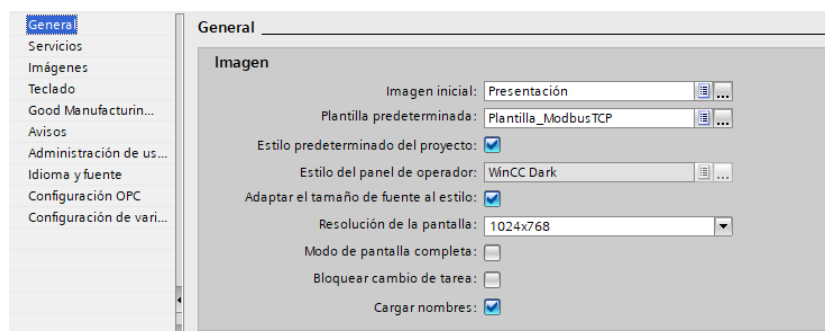 General
Servicios
Imágenes
Teclado
Good Manufacturin...
Avisos
Administración de us...
Idioma y fuente
Configuración OPC
Configuración de vari...
General
Imagen
Imagen inicial: Presentación
Plantilla predeterminada: Plantilla_ModbusTCP
Estilo predeterminado del proyecto:
Estilo del panel de operador: WinCC Dark
Adaptar el tamaño de fuente al estilo:
Resolución de la pantalla: 1024x768
Modo de pantalla completa:
Bloquear cambio de tarea:
Cargar nombres: